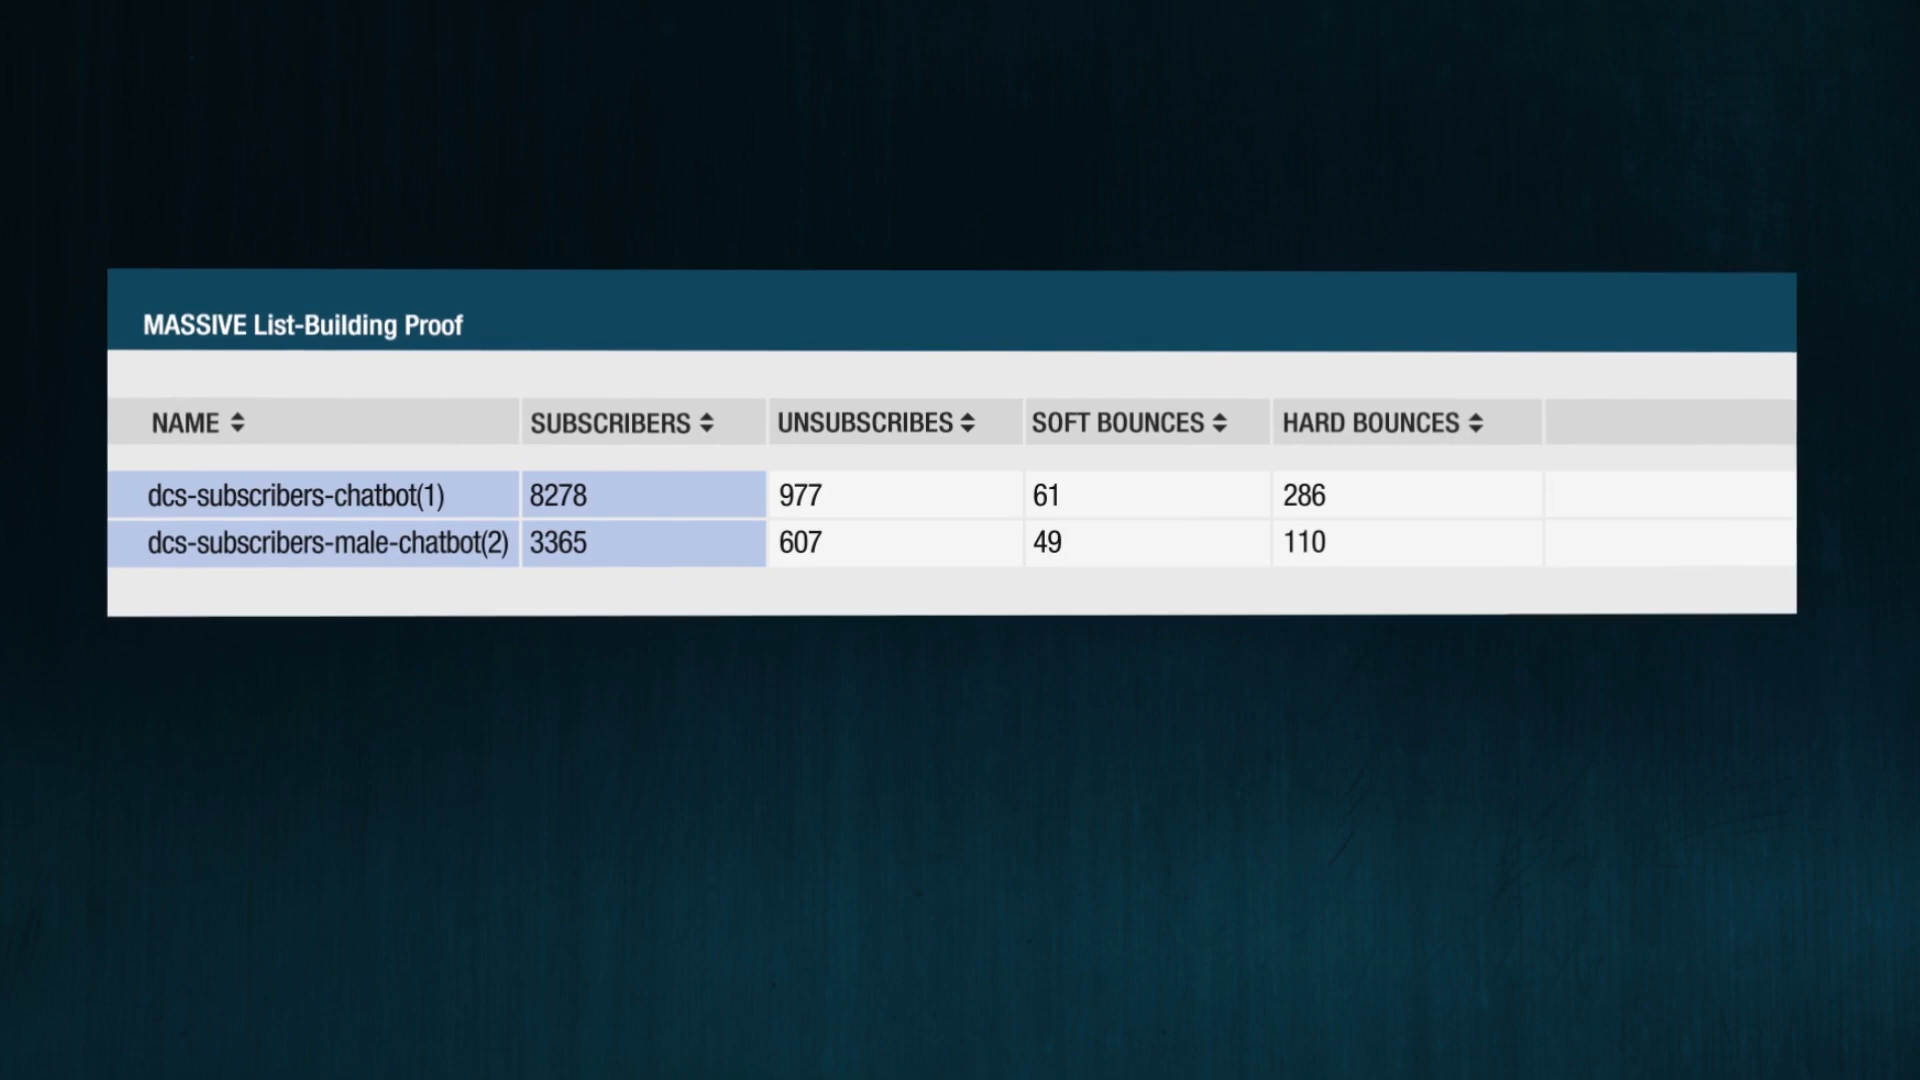 MASSIVE List-Building Proof
NAME SUBSCRIBERS UNSUBSCRIBES SOFT BOUNCES HARD BOUNCES
dcs-subscribers-chatbot(1) 8278 977 61 286
dcs-subscribers-male-chatbot(2) 3365 607 49 110